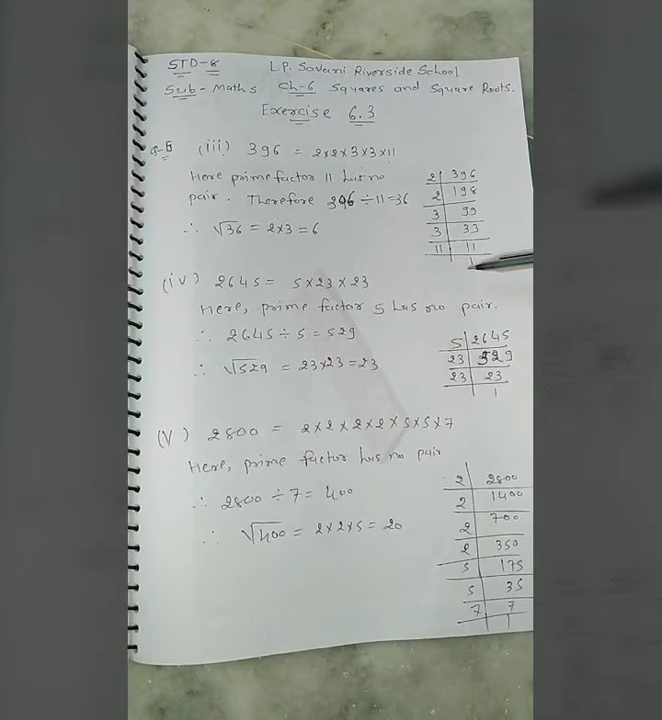 STD-8 L.P. Savani Riverside School
Sub - Maths Ch-6 Squares and Square Roots.
Exercise 6.3
Q-5 (iii) 396 = 2×2×3×3×11
Here prime factor 11 has no
pair. Therefore 396 ÷ 11 = 36
∴ √36 = 2×3 = 6
2 | 396
2 | 198
3 | 99
3 | 33
11 | 11
| 1
(iv) 2645 = 5×23×23
Here, prime factor 5 has no pair.
∴ 2645 ÷ 5 = 529
∴ √529 = 23×23 = 23
5 | 2645
23 | 529
23 | 23
| 1
(V) 2800 = 2×2×2×2×5×5×7
Here, prime factor has no pair
∴ 2800 ÷ 7 = 400
∴ √400 = 2×2×5 = 20
2 | 2800
2 | 1400
2 | 700
2 | 350
5 | 175
5 | 35
7 | 7
| 1